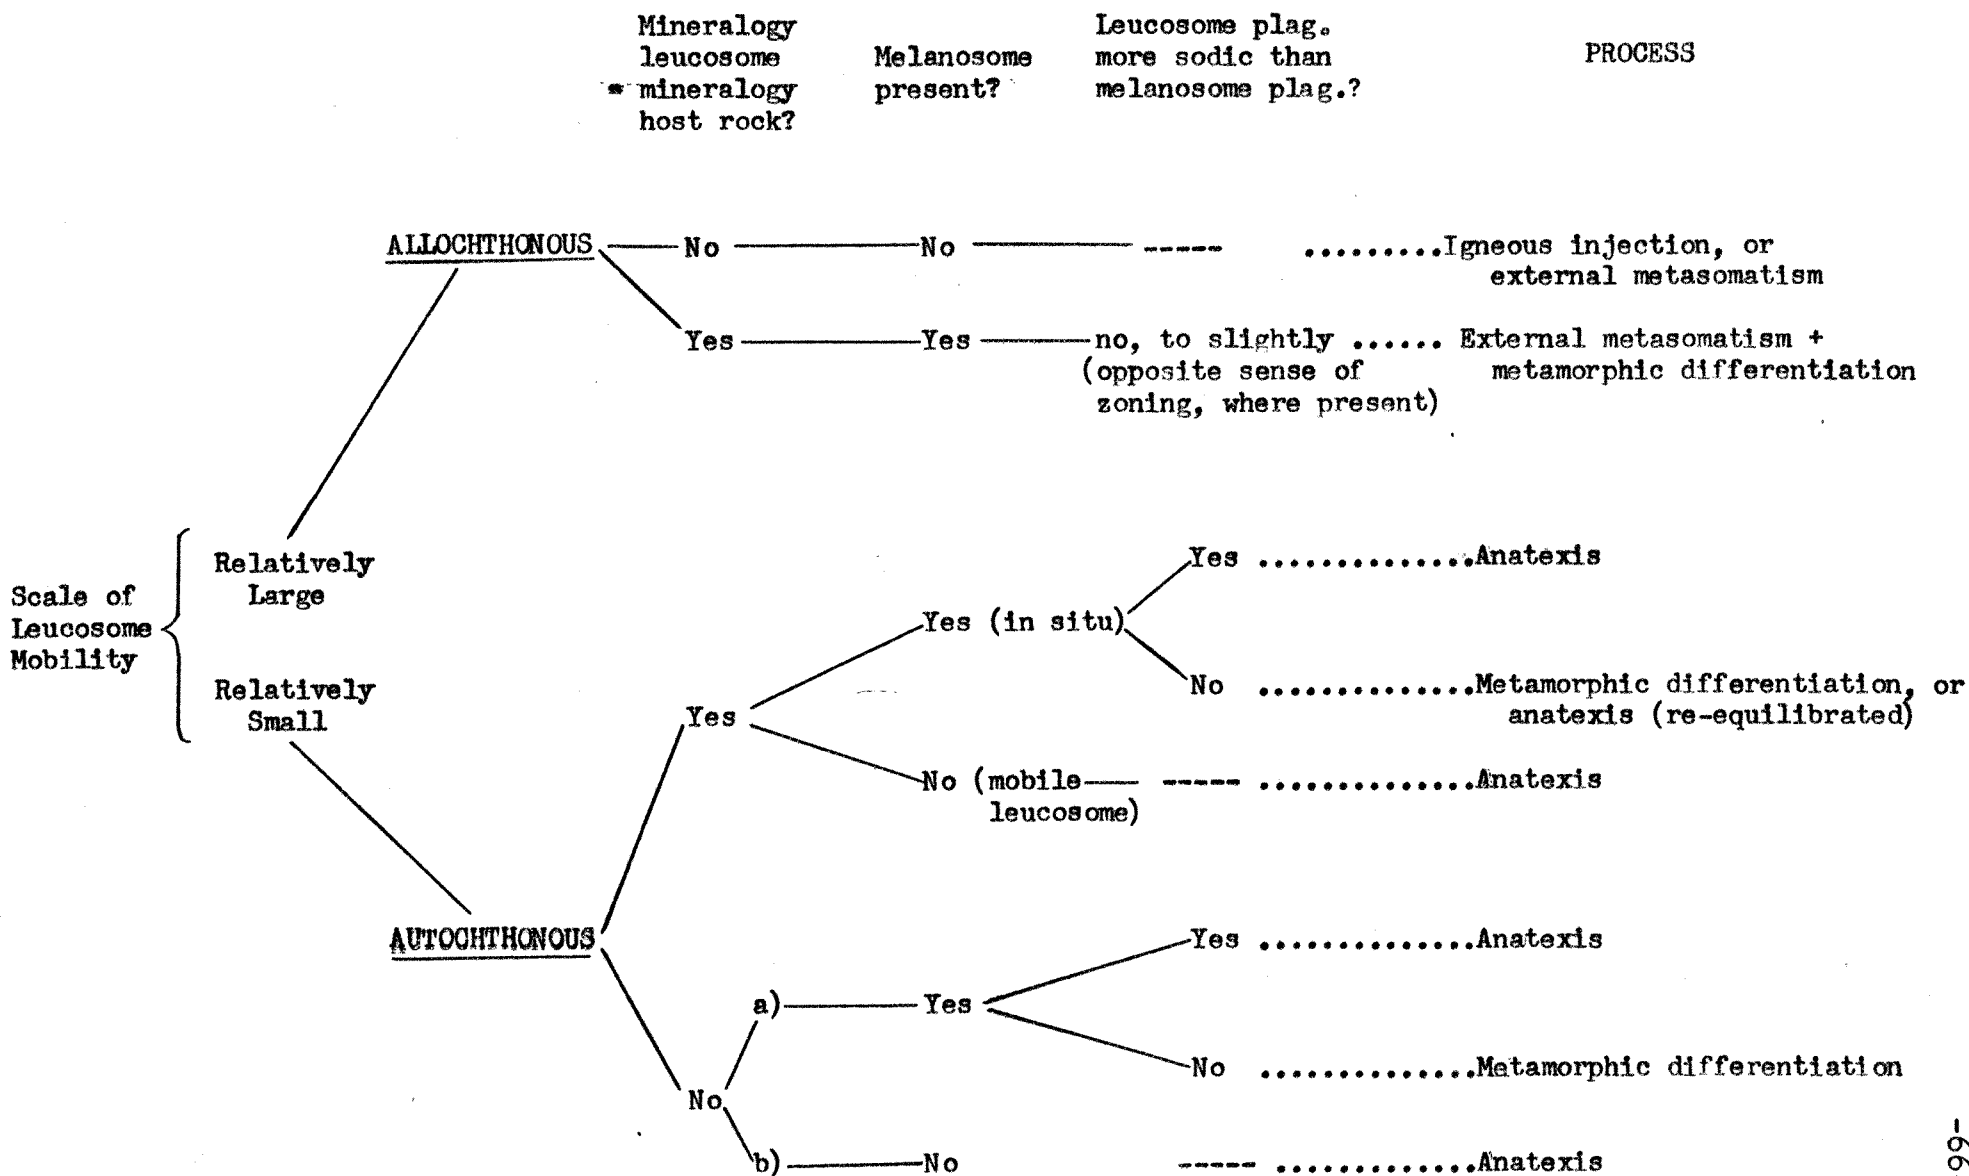 Mineralogy
leucosome
= mineralogy
host rock?
Melanosome
present?
Leucosome plag.
more sodic than
melanosome plag.?
PROCESS
ALLOCHTHONOUS No No ----- .........Igneous injection, or
external metasomatism
Yes Yes no, to slightly ...... External metasomatism +
(opposite sense of metamorphic differentiation
zoning, where present)
Scale of
Leucosome
Mobility
Relatively
Large
Relatively
Small
Yes ..............Anatexis
Yes (in situ)
No ..............Metamorphic differentiation, or
anatexis (re-equilibrated)
Yes
No (mobile ----- ..............Anatexis
leucosome)
AUTOCHTHONOUS
Yes ..............Anatexis
a) Yes
No ..............Metamorphic differentiation
No
b) No ----- ..............Anatexis
-66